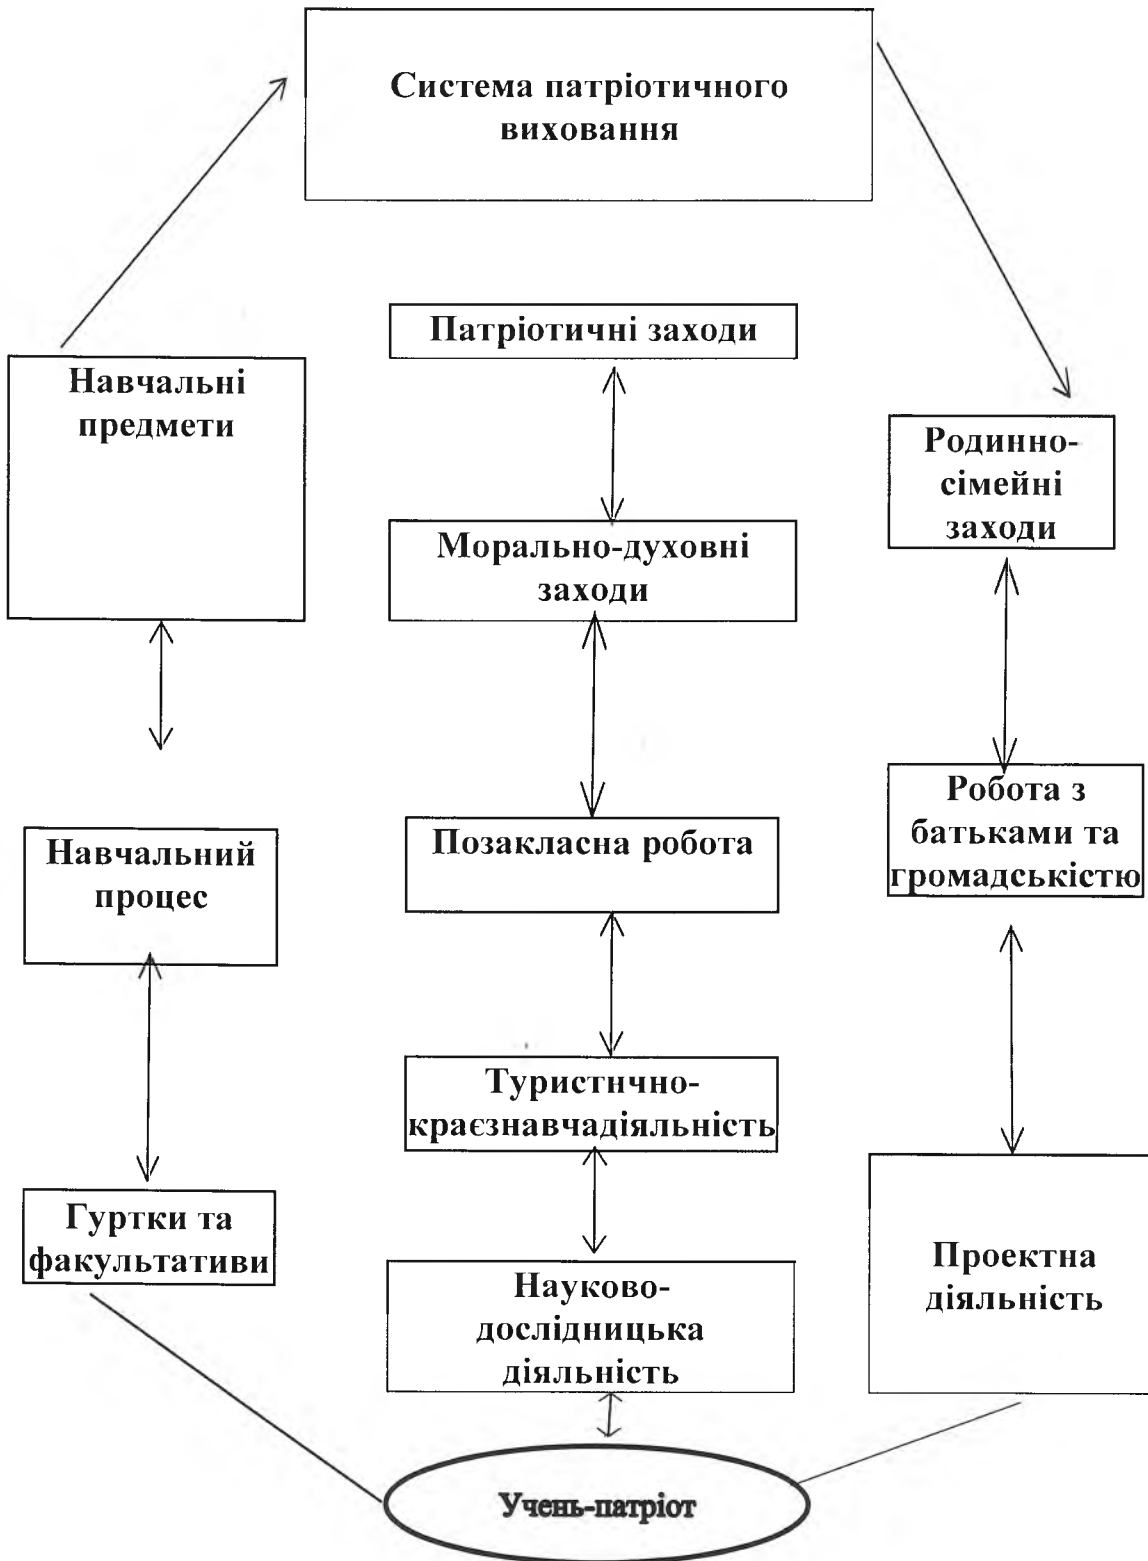 Система патріотичного
виховання
Патріотичні заходи
Навчальні
предмети
Родинно-
сімейні
заходи
Морально-духовні
заходи
Навчальний
процес
Позакласна робота
Робота з
батьками та
громадськістю
Туристично-
краєзнавчадіяльність
Гуртки та
факультативи
Науково-
дослідницька
діяльність
Проектна
діяльність
Учень-патріот